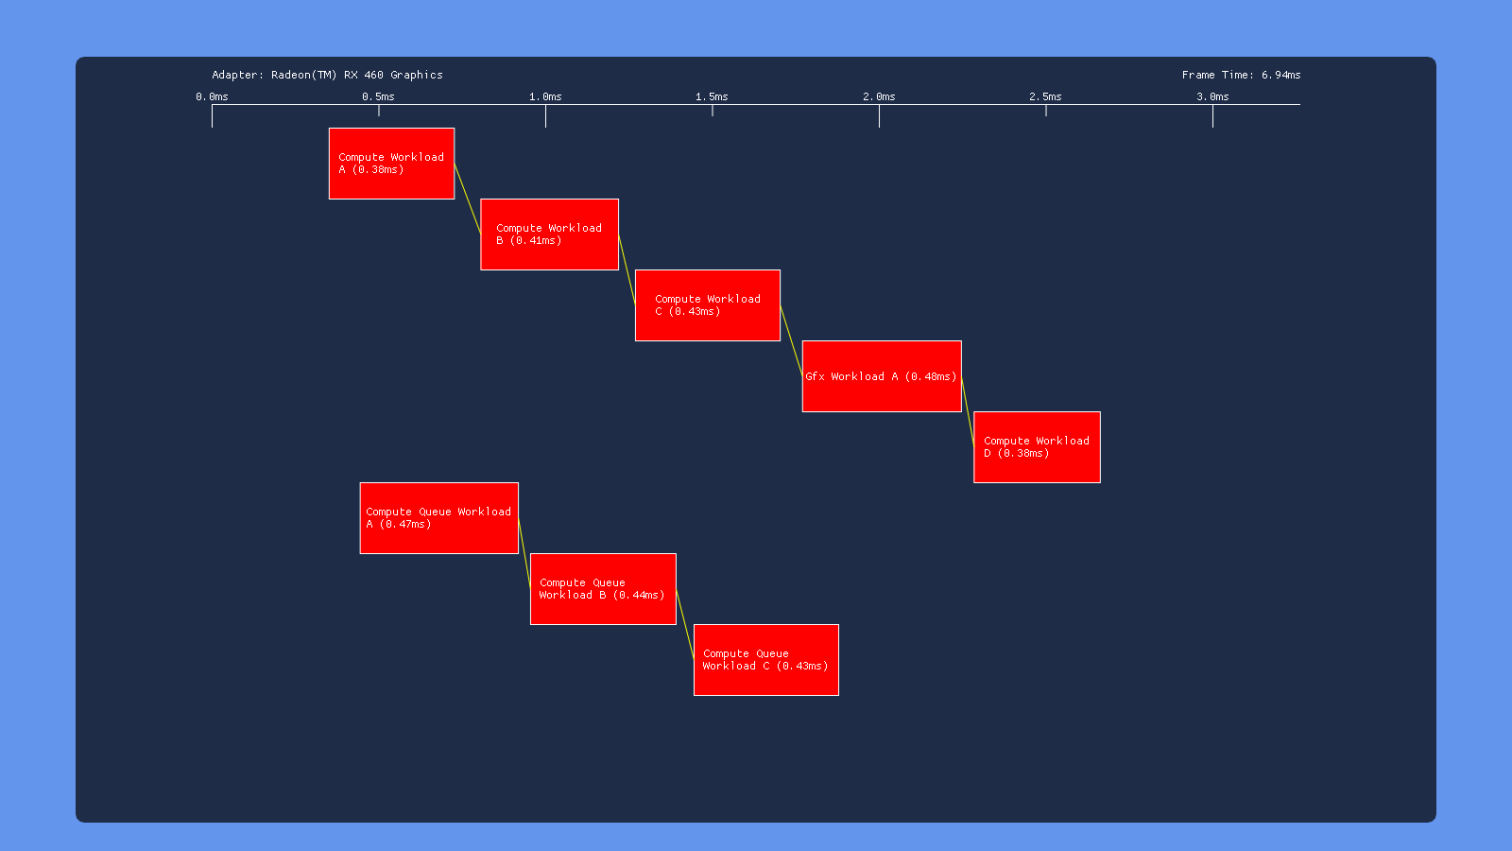 Adapter: Radeon(TM) RX 460 Graphics
Frame Time: 6.94ms
0.0ms
0.5ms
1.0ms
1.5ms
2.0ms
2.5ms
3.0ms
Compute Workload
A (0.38ms)
Compute Workload
B (0.41ms)
Compute Workload
C (0.43ms)
Gfx Workload A (0.48ms)
Compute Workload
D (0.38ms)
Compute Queue Workload
A (0.47ms)
Compute Queue
Workload B (0.44ms)
Compute Queue
Workload C (0.43ms)